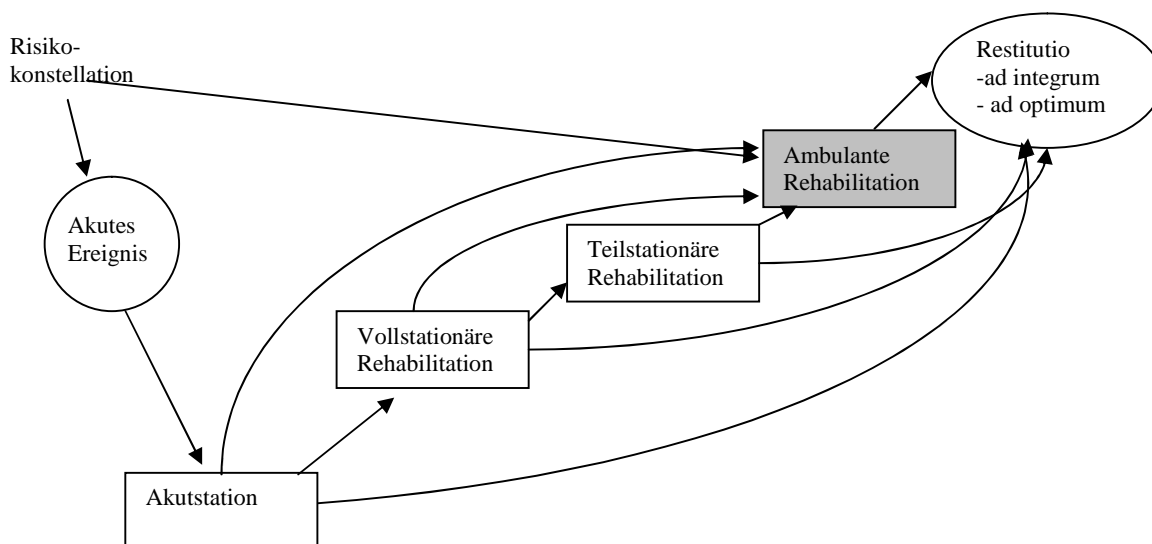 Risiko-
konstellation
Restitutio
-ad integrum
- ad optimum
Ambulante
Rehabilitation
Akutes
Ereignis
Teilstationäre
Rehabilitation
Vollstationäre
Rehabilitation
Akutstation